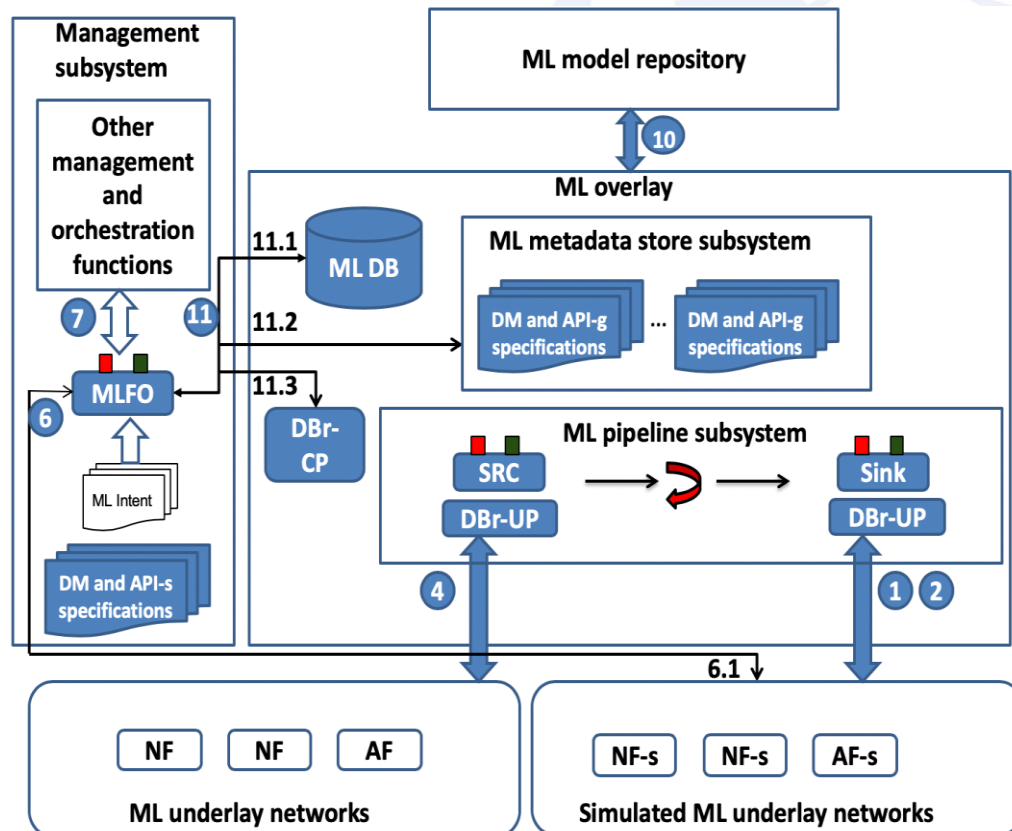 Management
subsystem
Other
management
and
orchestration
functions
7
11
MLFO
6
ML Intent
DM and API-s
specifications
ML model repository
10
ML overlay
11.1
ML DB
ML metadata store subsystem
DM and API-g
specifications
...
DM and API-g
specifications
11.2
11.3
DBr-
CP
ML pipeline subsystem
SRC
DBr-UP
Sink
DBr-UP
4
1
2
6.1
NF
NF
AF
ML underlay networks
NF-s
NF-s
AF-s
Simulated ML underlay networks